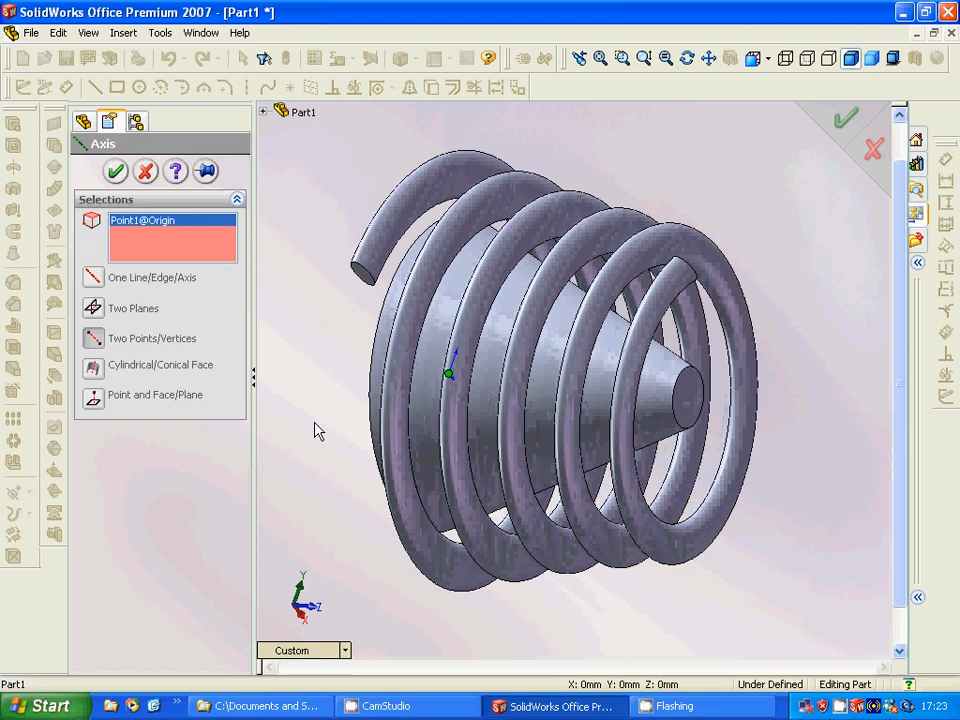 SolidWorks Office Premium 2007 - [Part1 *]
File Edit View Insert Tools Window Help
Part1
Axis
Selections
Point1@Origin
One Line/Edge/Axis
Two Planes
Two Points/Vertices
Cylindrical/Conical Face
Point and Face/Plane
Y
Z
X
Custom
Part1
X: 0mm Y: 0mm Z: 0mm
Under Defined
Editing Part
Start
C:\Documents and S...
CamStudio
SolidWorks Office Pr...
Flashing
17:23